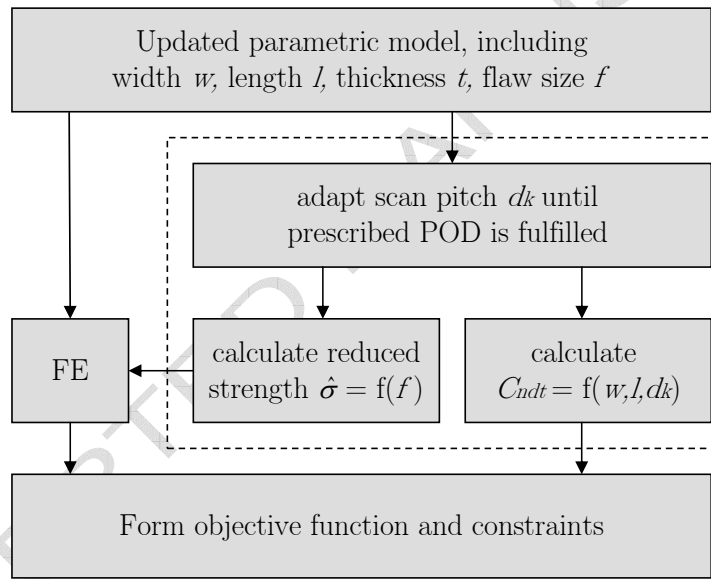 Updated parametric model, including
width w, length l, thickness t, flaw size f
adapt scan pitch dk until
prescribed POD is fulfilled
FE
calculate reduced
strength σ̂ = f(f)
calculate
Cndt = f(w,l,dk)
Form objective function and constraints